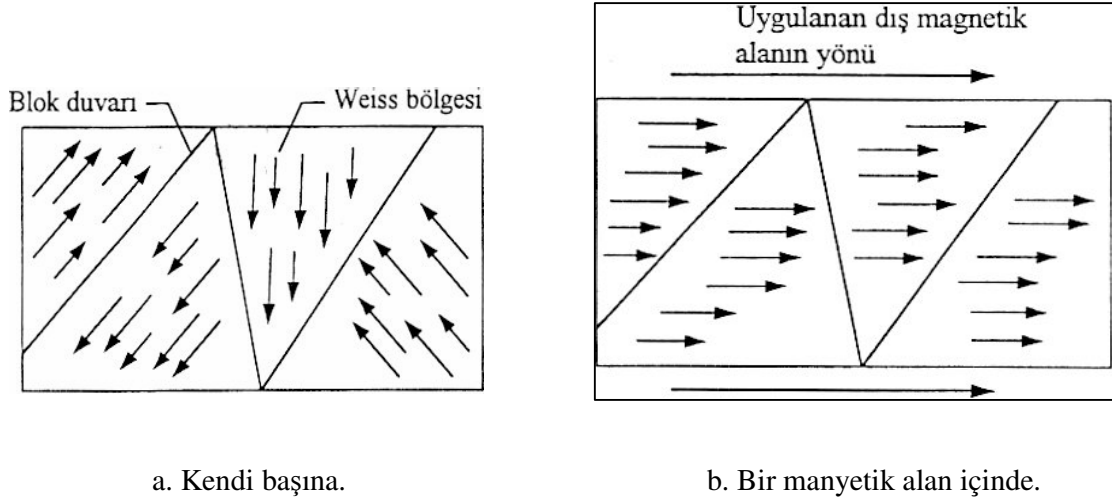 Uygulanan dış magnetik
alanın yönü
Blok duvarı
Weiss bölgesi
a. Kendi başına.
b. Bir manyetik alan içinde.